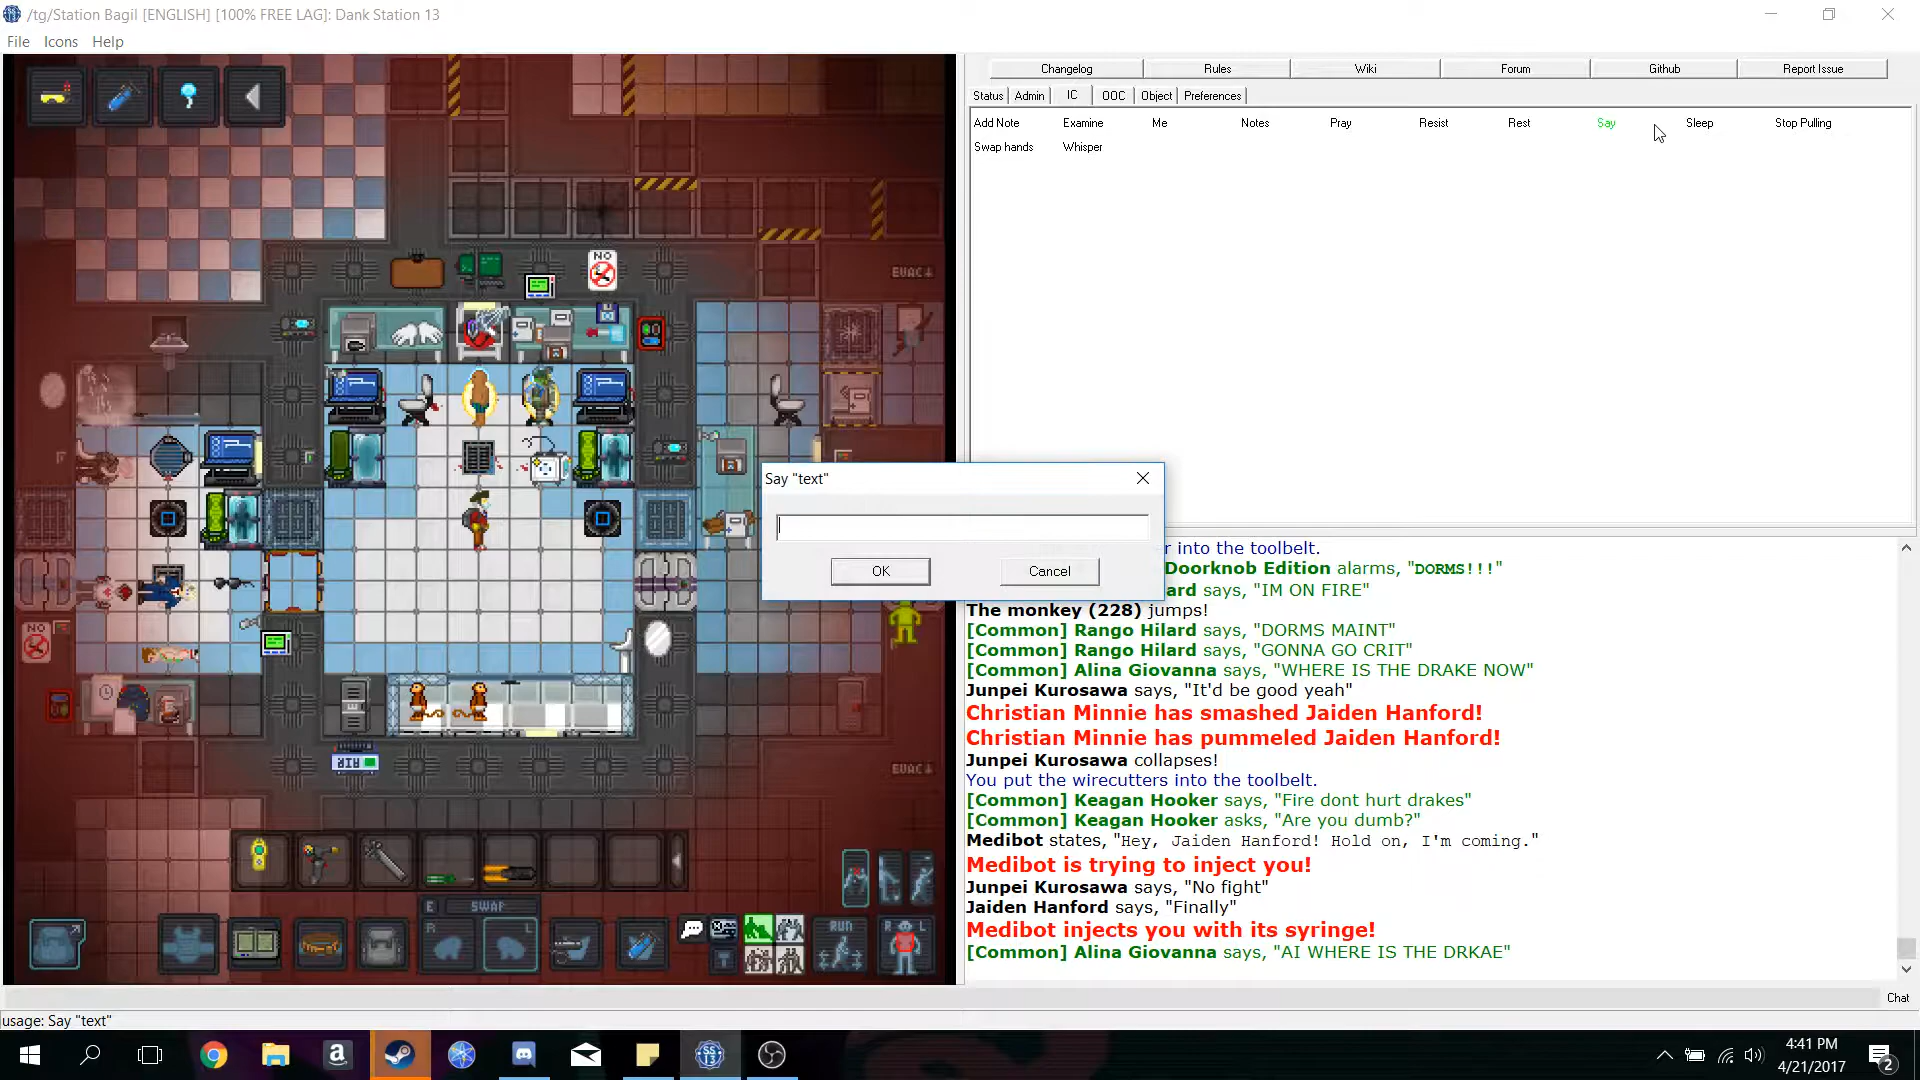 /tg/Station Bagil [ENGLISH] [100% FREE LAG]: Dank Station 13
File Icons Help
Changelog Rules Wiki Forum Github Report Issue
Status Admin IC OOC Object Preferences
Add Note Examine Me Notes Pray Resist Rest Say Sleep Stop Pulling
Swap hands Whisper
NO
EVAC
Say "text"
OK Cancel
r into the toolbelt.
Doorknob Edition alarms, "DORMS!!!"
ard says, "IM ON FIRE"
The monkey (228) jumps!
[Common] Rango Hilard says, "DORMS MAINT"
[Common] Rango Hilard says, "GONNA GO CRIT"
[Common] Alina Giovanna says, "WHERE IS THE DRAKE NOW"
Junpei Kurosawa says, "It'd be good yeah"
Christian Minnie has smashed Jaiden Hanford!
Christian Minnie has pummeled Jaiden Hanford!
Junpei Kurosawa collapses!
You put the wirecutters into the toolbelt.
[Common] Keagan Hooker says, "Fire dont hurt drakes"
[Common] Keagan Hooker asks, "Are you dumb?"
Medibot states, "Hey, Jaiden Hanford! Hold on, I'm coming."
Medibot is trying to inject you!
Junpei Kurosawa says, "No fight"
Jaiden Hanford says, "Finally"
Medibot injects you with its syringe!
[Common] Alina Giovanna says, "AI WHERE IS THE DRKAE"
NO
EVAC
E SWAP
R L
RUN
R L
Chat
usage: Say "text"
a
SS
13
4:41 PM
4/21/2017
2